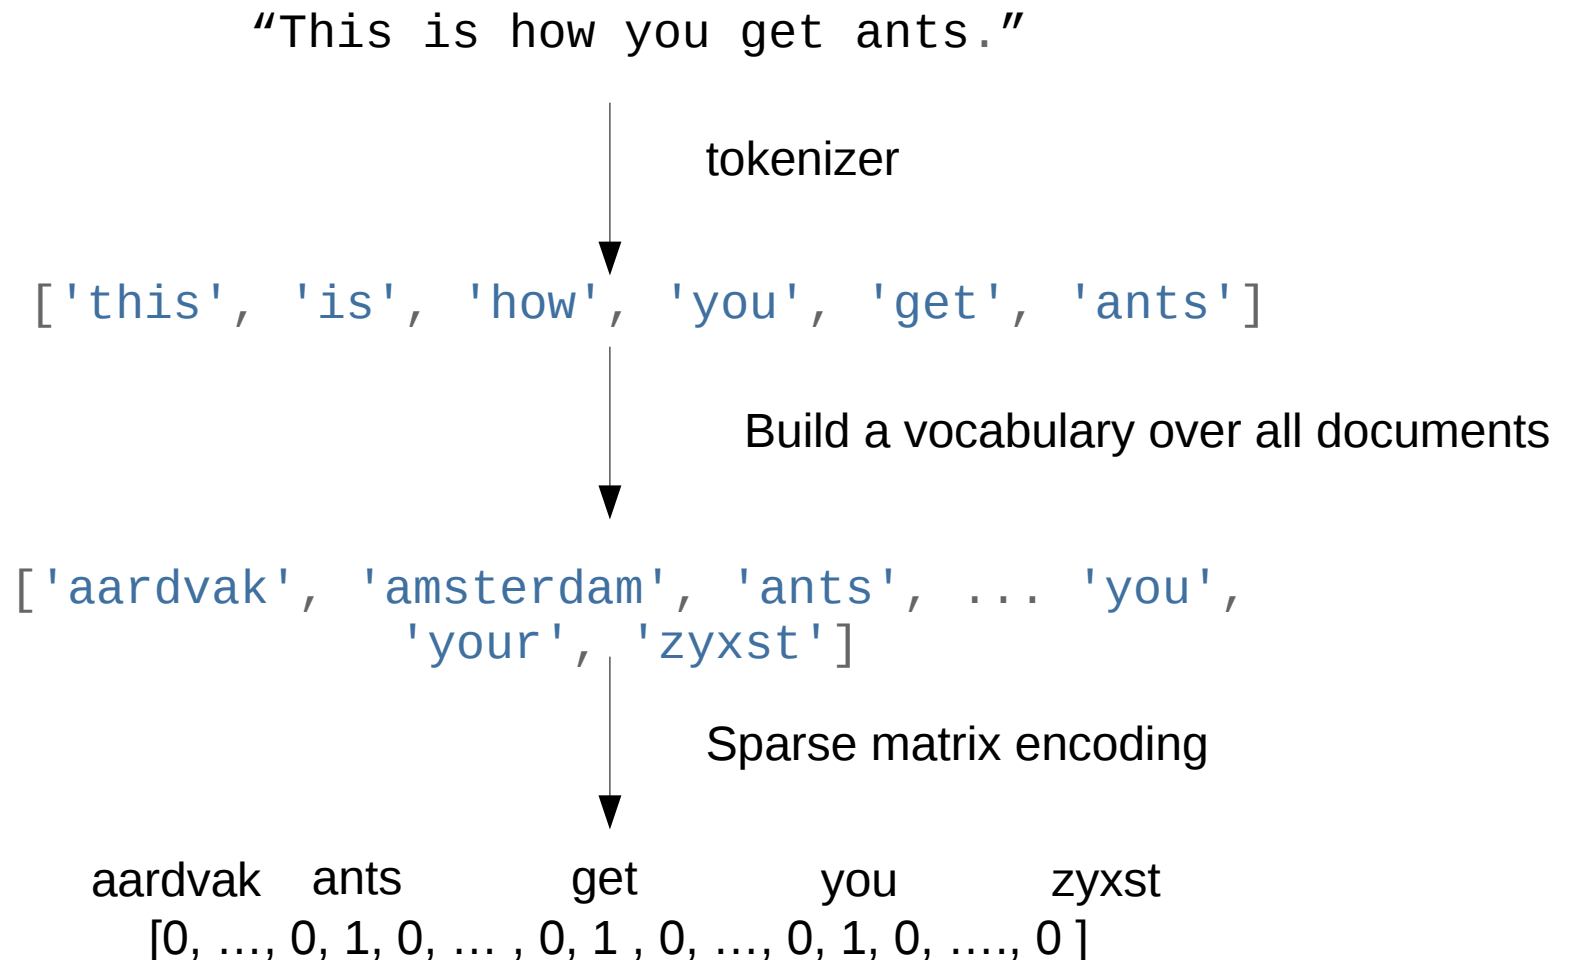 “This is how you get ants.”
tokenizer
['this', 'is', 'how', 'you', 'get', 'ants']
Build a vocabulary over all documents
['aardvak', 'amsterdam', 'ants', ... 'you',
'your', 'zyxst']
Sparse matrix encoding
aardvak ants get you zyxst
[0, …, 0, 1, 0, … , 0, 1 , 0, …, 0, 1, 0, …., 0 ]